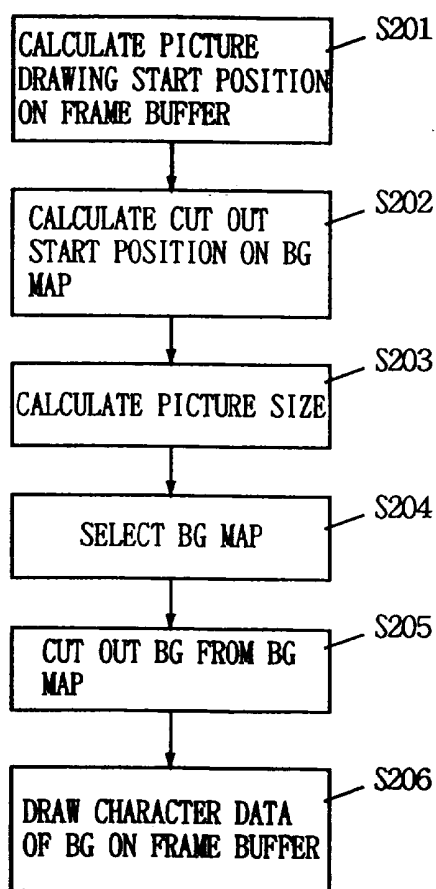 S201
CALCULATE PICTURE
DRAWING START POSITION
ON FRAME BUFFER
S202
CALCULATE CUT OUT
START POSITION ON BG
MAP
S203
CALCULATE PICTURE SIZE
S204
SELECT BG MAP
S205
CUT OUT BG FROM BG
MAP
S206
DRAW CHARACTER DATA
OF BG ON FRAME BUFFER